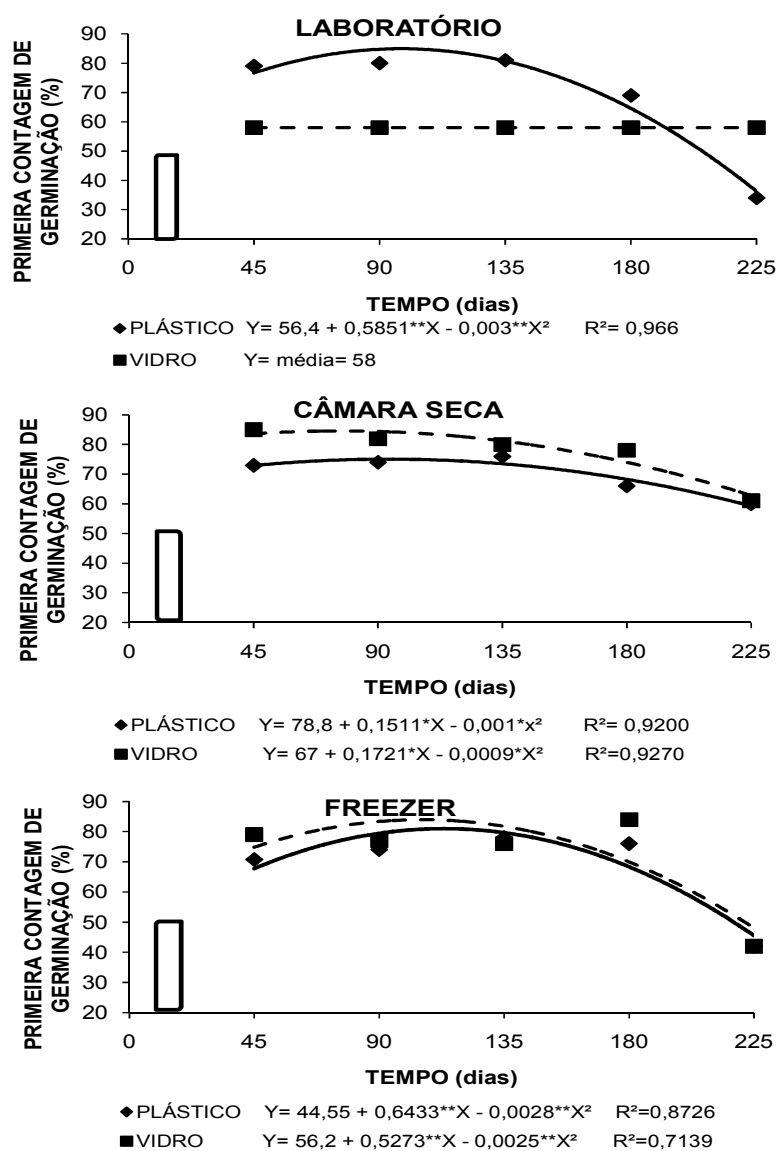 LABORATÓRIO
PRIMEIRA CONTAGEM DE
GERMINAÇÃO (%)
90
80
70
60
50
40
30
20
0 45 90 135 180 225
TEMPO (dias)
PLÁSTICO Y= 56,4 + 0,5851**X - 0,003**X² R²= 0,966
VIDRO Y= média= 58
CÂMARA SECA
PRIMEIRA CONTAGEM DE
GERMINAÇÃO (%)
90
80
70
60
50
40
30
20
0 45 90 135 180 225
TEMPO (dias)
PLÁSTICO Y= 78,8 + 0,1511*X - 0,001*x² R²= 0,9200
VIDRO Y= 67 + 0,1721*X - 0,0009*X² R²=0,9270
FREEZER
PRIMEIRA CONTAGEM DE
GERMINAÇÃO (%)
90
80
70
60
50
40
30
20
0 45 90 135 180 225
TEMPO (dias)
PLÁSTICO Y= 44,55 + 0,6433**X - 0,0028**X² R²=0,8726
VIDRO Y= 56,2 + 0,5273**X - 0,0025**X² R²=0,7139